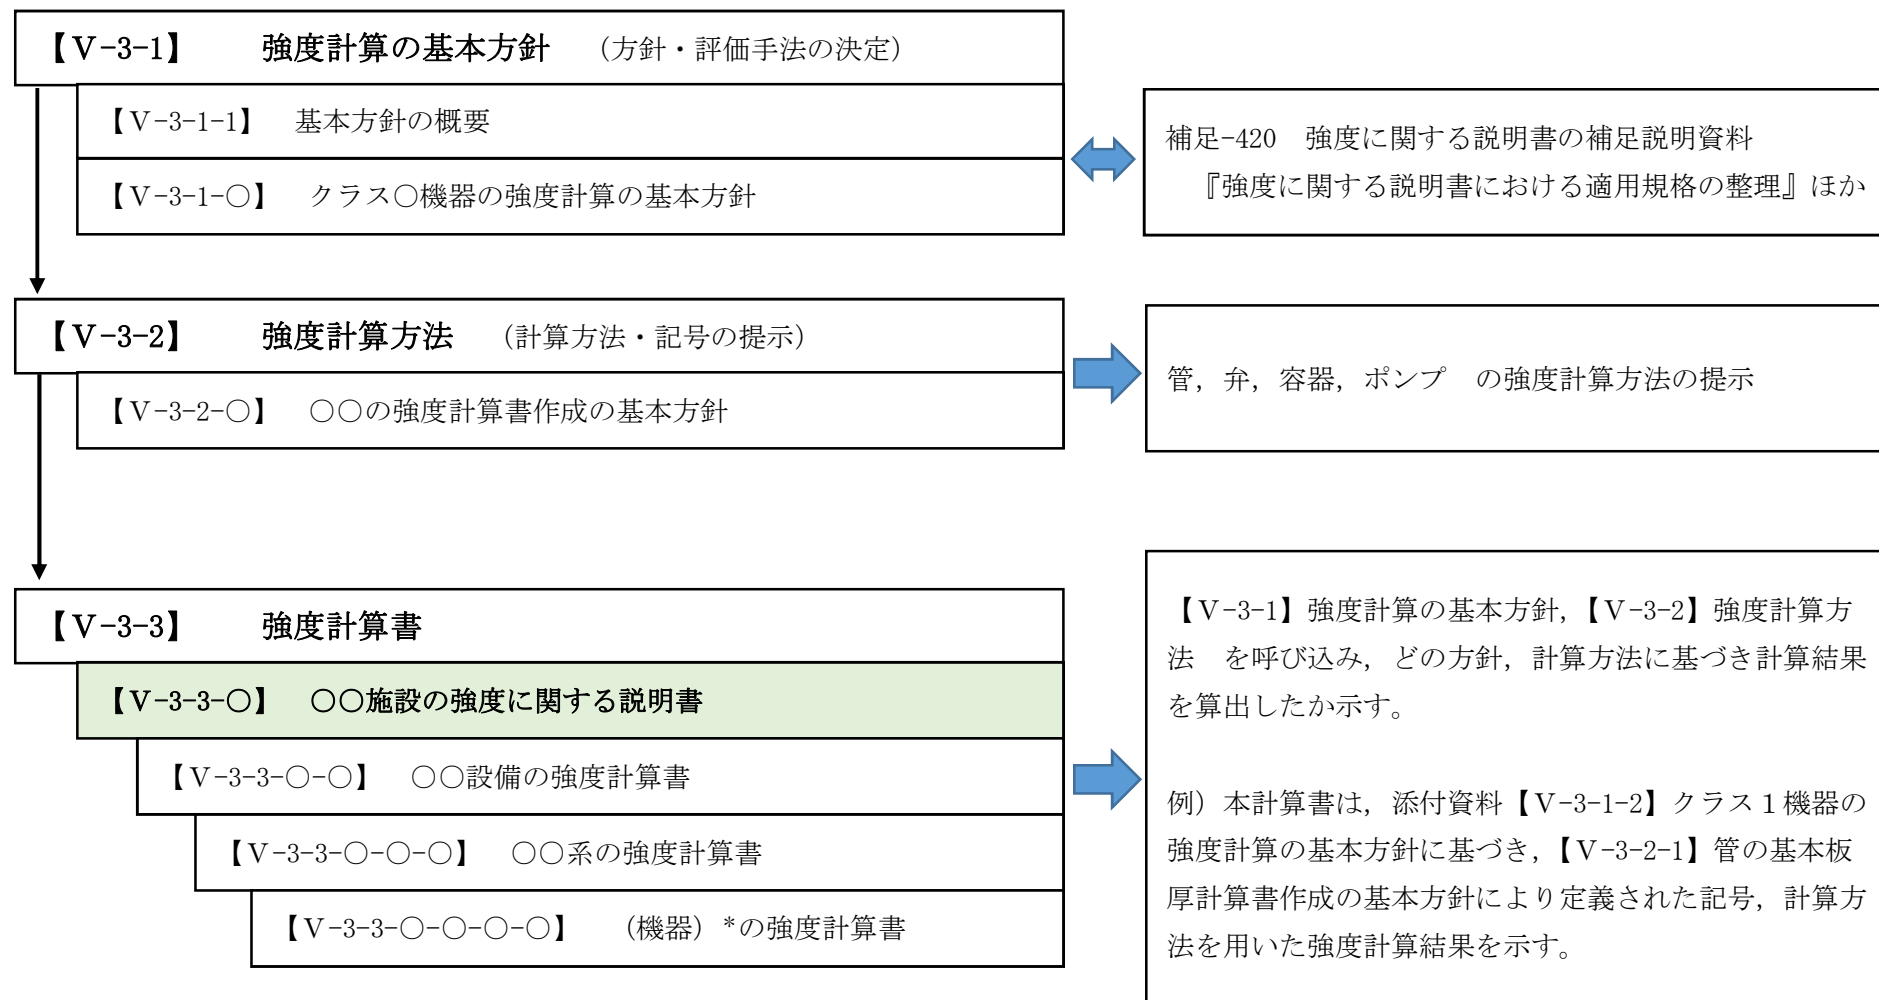 【Ⅴ-3-1】　強度計算の基本方針　（方針・評価手法の決定）
【Ⅴ-3-1-1】　基本方針の概要
【Ⅴ-3-1-○】　クラス○機器の強度計算の基本方針
補足-420　強度に関する説明書の補足説明資料
『強度に関する説明書における適用規格の整理』ほか
【Ⅴ-3-2】　強度計算方法　（計算方法・記号の提示）
【Ⅴ-3-2-○】　○○の強度計算書作成の基本方針
管，弁，容器，ポンプ　の強度計算方法の提示
【Ⅴ-3-3】　強度計算書
【Ⅴ-3-3-○】　○○施設の強度に関する説明書
【Ⅴ-3-3-○-○】　○○設備の強度計算書
【Ⅴ-3-3-○-○-○】　○○系の強度計算書
【Ⅴ-3-3-○-○-○-○】　（機器）*の強度計算書
【Ⅴ-3-1】強度計算の基本方針，【Ⅴ-3-2】強度計算方
法　を呼び込み，どの方針，計算方法に基づき計算結果
を算出したか示す。
例）本計算書は，添付資料【Ⅴ-3-1-2】クラス１機器の
強度計算の基本方針に基づき，【Ⅴ-3-2-1】管の基本板
厚計算書作成の基本方針により定義された記号，計算方
法を用いた強度計算結果を示す。